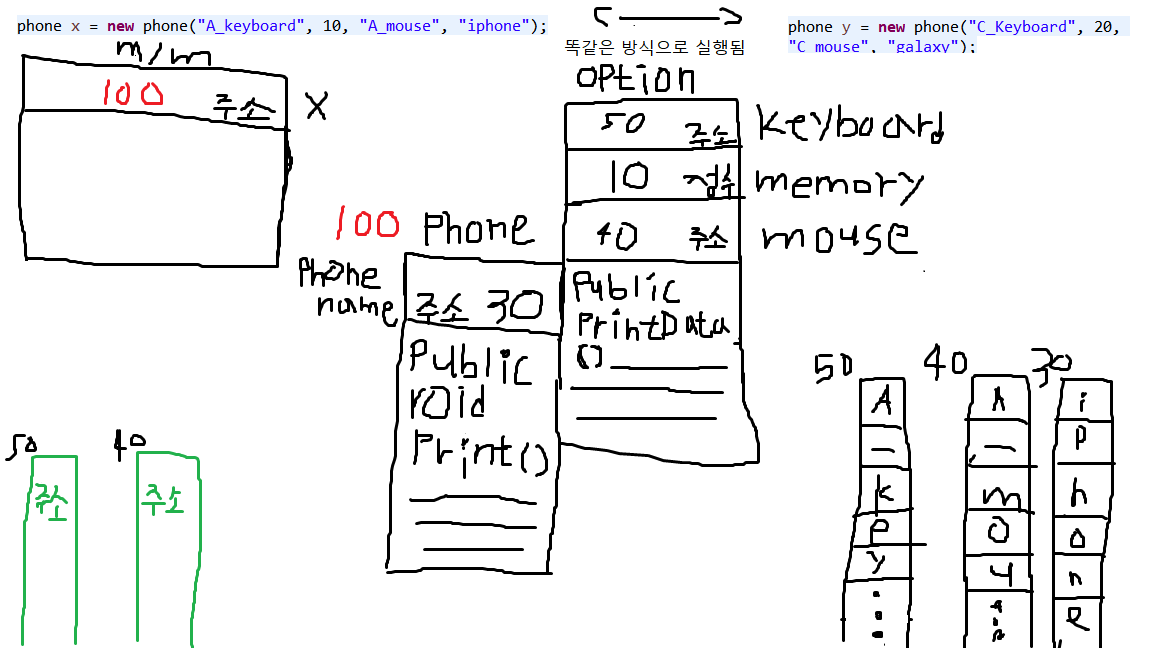 phone x = new phone("A_keyboard", 10, "A_mouse", "iphone");
똑같은 방식으로 실행됨
phone y = new phone("C_Keyboard", 20,
"C_mouse", "galaxy");
m/m
100 주소 X
option
50 주소 keyboard
10 점수 memory
40 주소 mouse
Public
PrintData
()
100 Phone
Phone
name
주소 30
Public
void
Print()
50
주소
40
주소
50
A
_
k
e
y
40
A
_
m
o
u
30
i
p
h
o
n
e